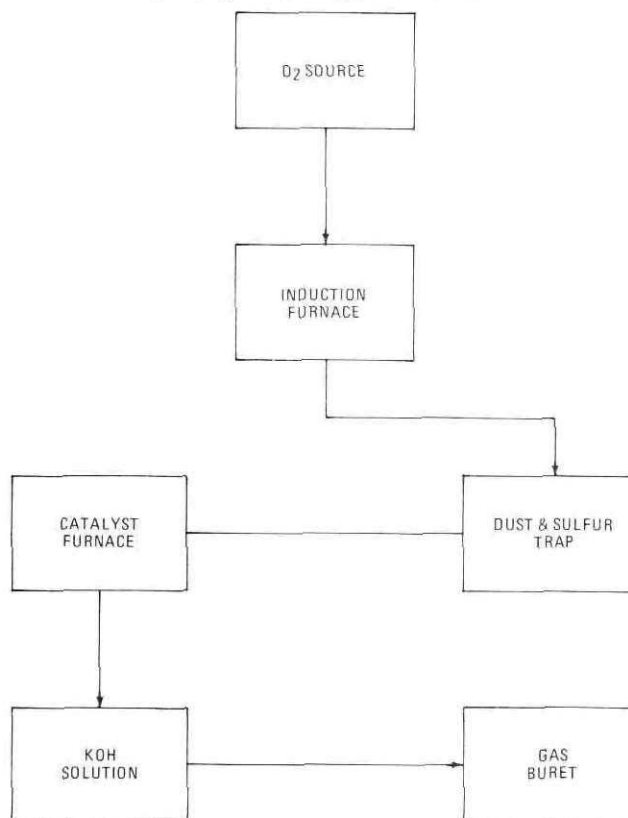 O2 SOURCE
INDUCTION
FURNACE
CATALYST
FURNACE
DUST & SULFUR
TRAP
KOH
SOLUTION
GAS
BURET